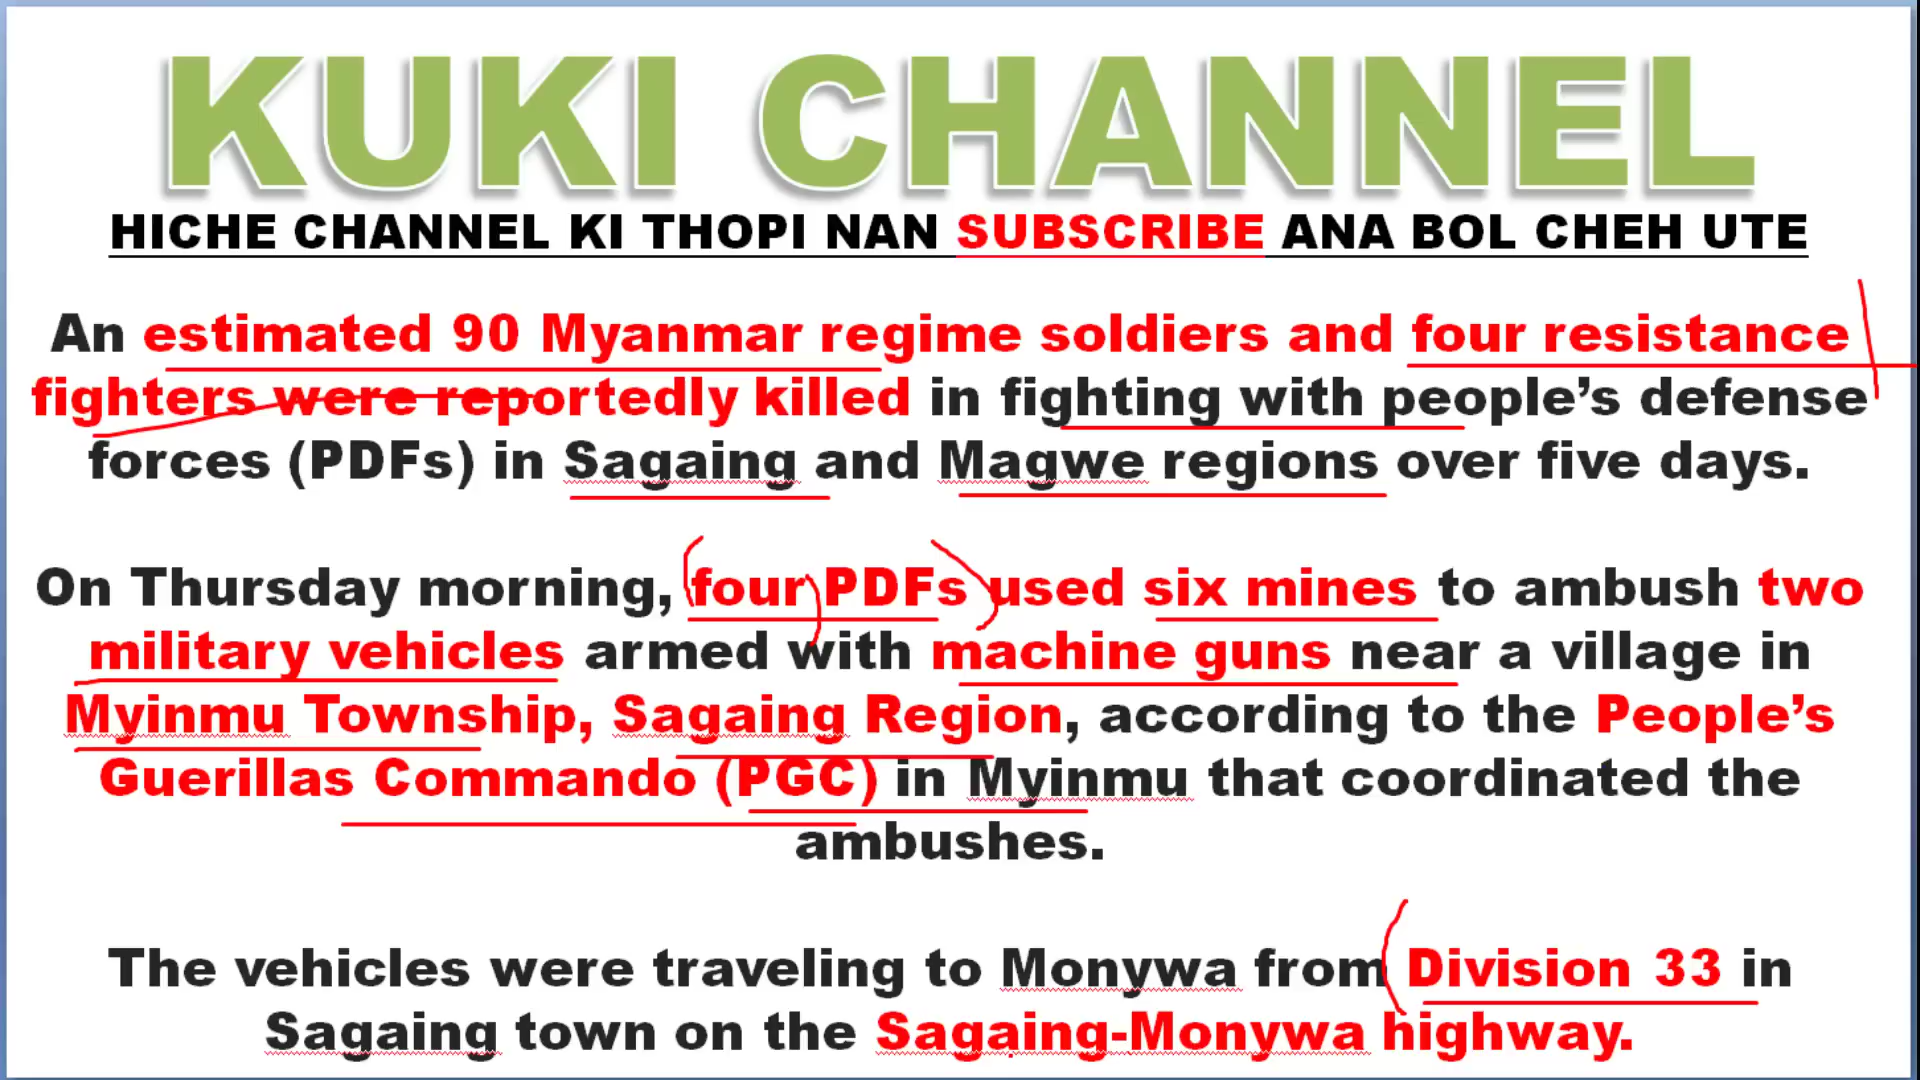 KUKI CHANNEL
HICHE CHANNEL KI THOPI NAN SUBSCRIBE ANA BOL CHEH UTE
An estimated 90 Myanmar regime soldiers and four resistance
fighters were reportedly killed in fighting with people’s defense
forces (PDFs) in Sagaing and Magwe regions over five days.
On Thursday morning, four PDFs used six mines to ambush two
military vehicles armed with machine guns near a village in
Myinmu Township, Sagaing Region, according to the People’s
Guerillas Commando (PGC) in Myinmu that coordinated the
ambushes.
The vehicles were traveling to Monywa from Division 33 in
Sagaing town on the Sagaing-Monywa highway.